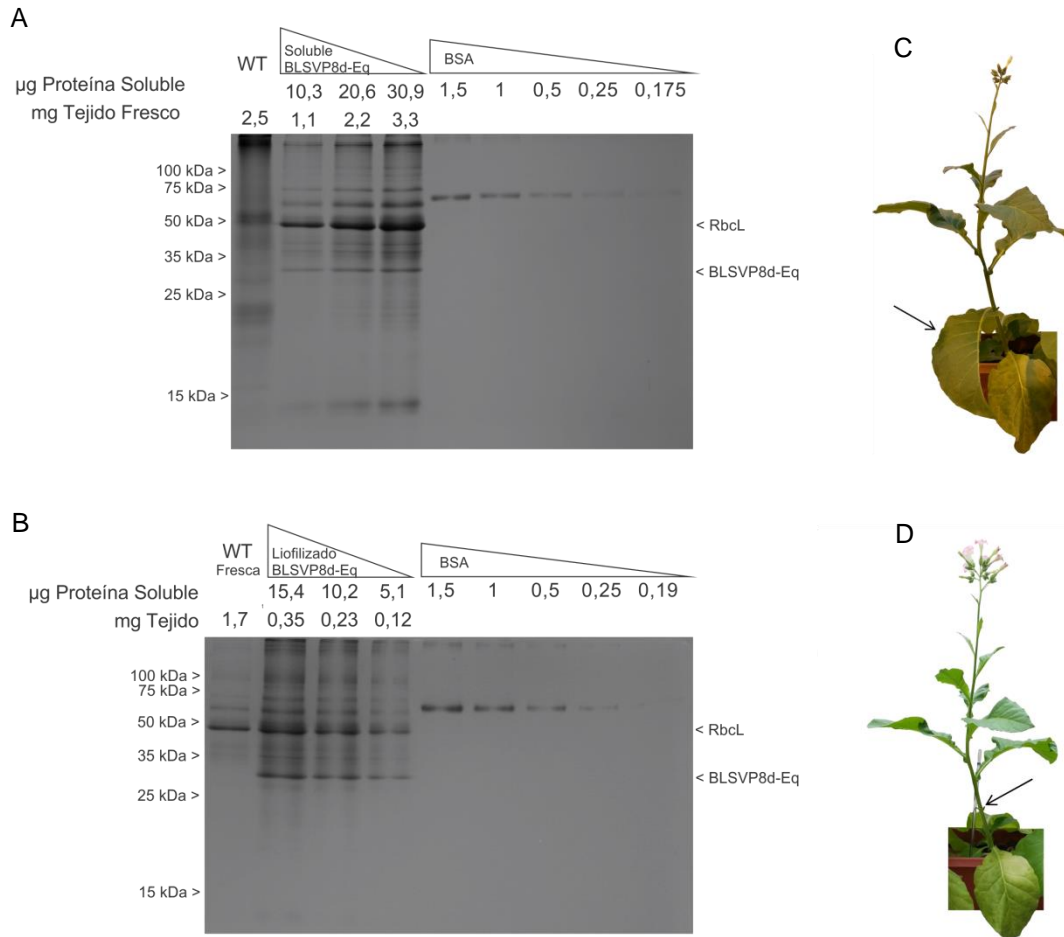 A
WT
Soluble
BLSVP8d-Eq
BSA
µg Proteína Soluble
10,3 20,6 30,9
1,5 1 0,5 0,25 0,175
mg Tejido Fresco
2,5 1,1 2,2 3,3
100 kDa >
75 kDa >
50 kDa >
35 kDa >
25 kDa >
15 kDa >
< RbcL
< BLSVP8d-Eq
C
B
WT
Fresca
Liofilizado
BLSVP8d-Eq
BSA
µg Proteína Soluble
15,4 10,2 5,1
1,5 1 0,5 0,25 0,19
mg Tejido
1,7 0,35 0,23 0,12
100 kDa >
75 kDa >
50 kDa >
35 kDa >
25 kDa >
15 kDa >
< RbcL
< BLSVP8d-Eq
D